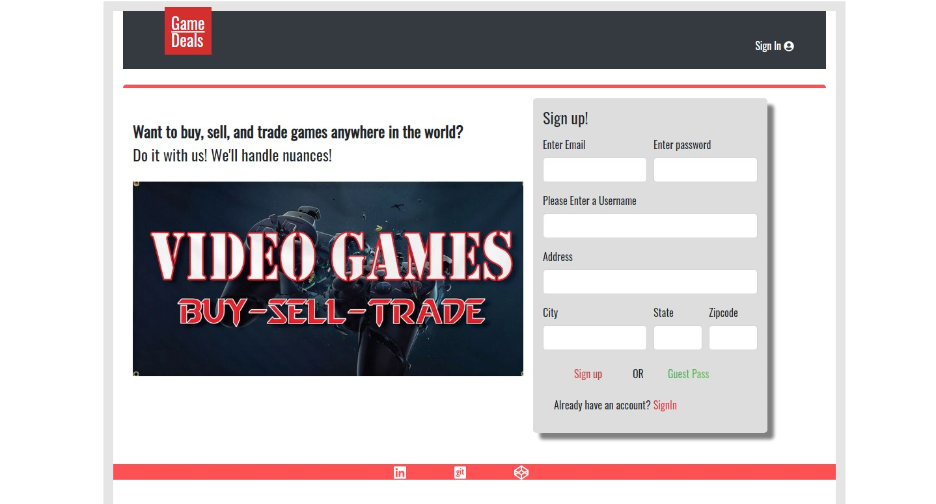 Game
Deals
Sign In
Want to buy, sell, and trade games anywhere in the world?
Do it with us! We'll handle nuances!
VIDEO GAMES
BUY-SELL-TRADE
Sign up!
Enter Email Enter password
Please Enter a Username
Address
City State Zipcode
Sign up OR Guest Pass
Already have an account? SignIn
in git